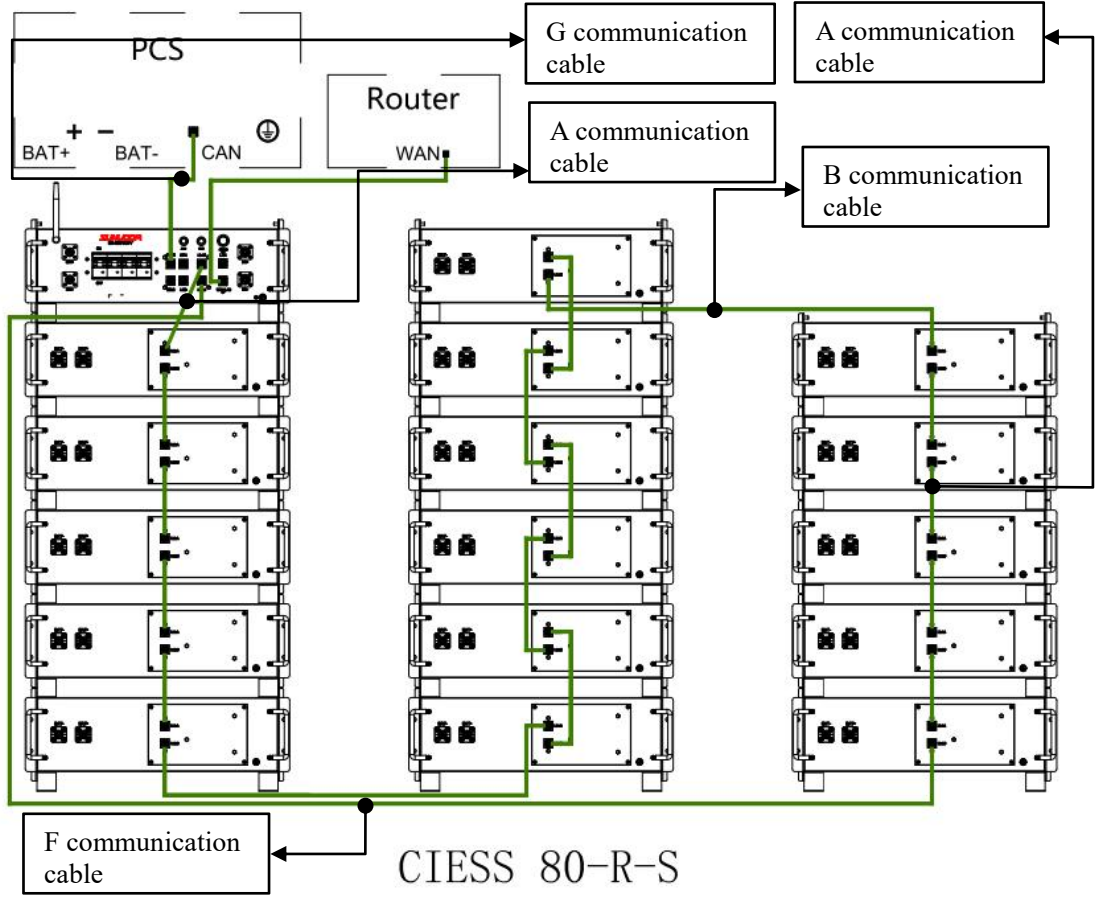 G communication
cable
A communication
cable
PCS
Router
A communication
cable
+ −
BAT+
BAT-
CAN
WAN
B communication
cable
F communication
cable
CIESS 80-R-S